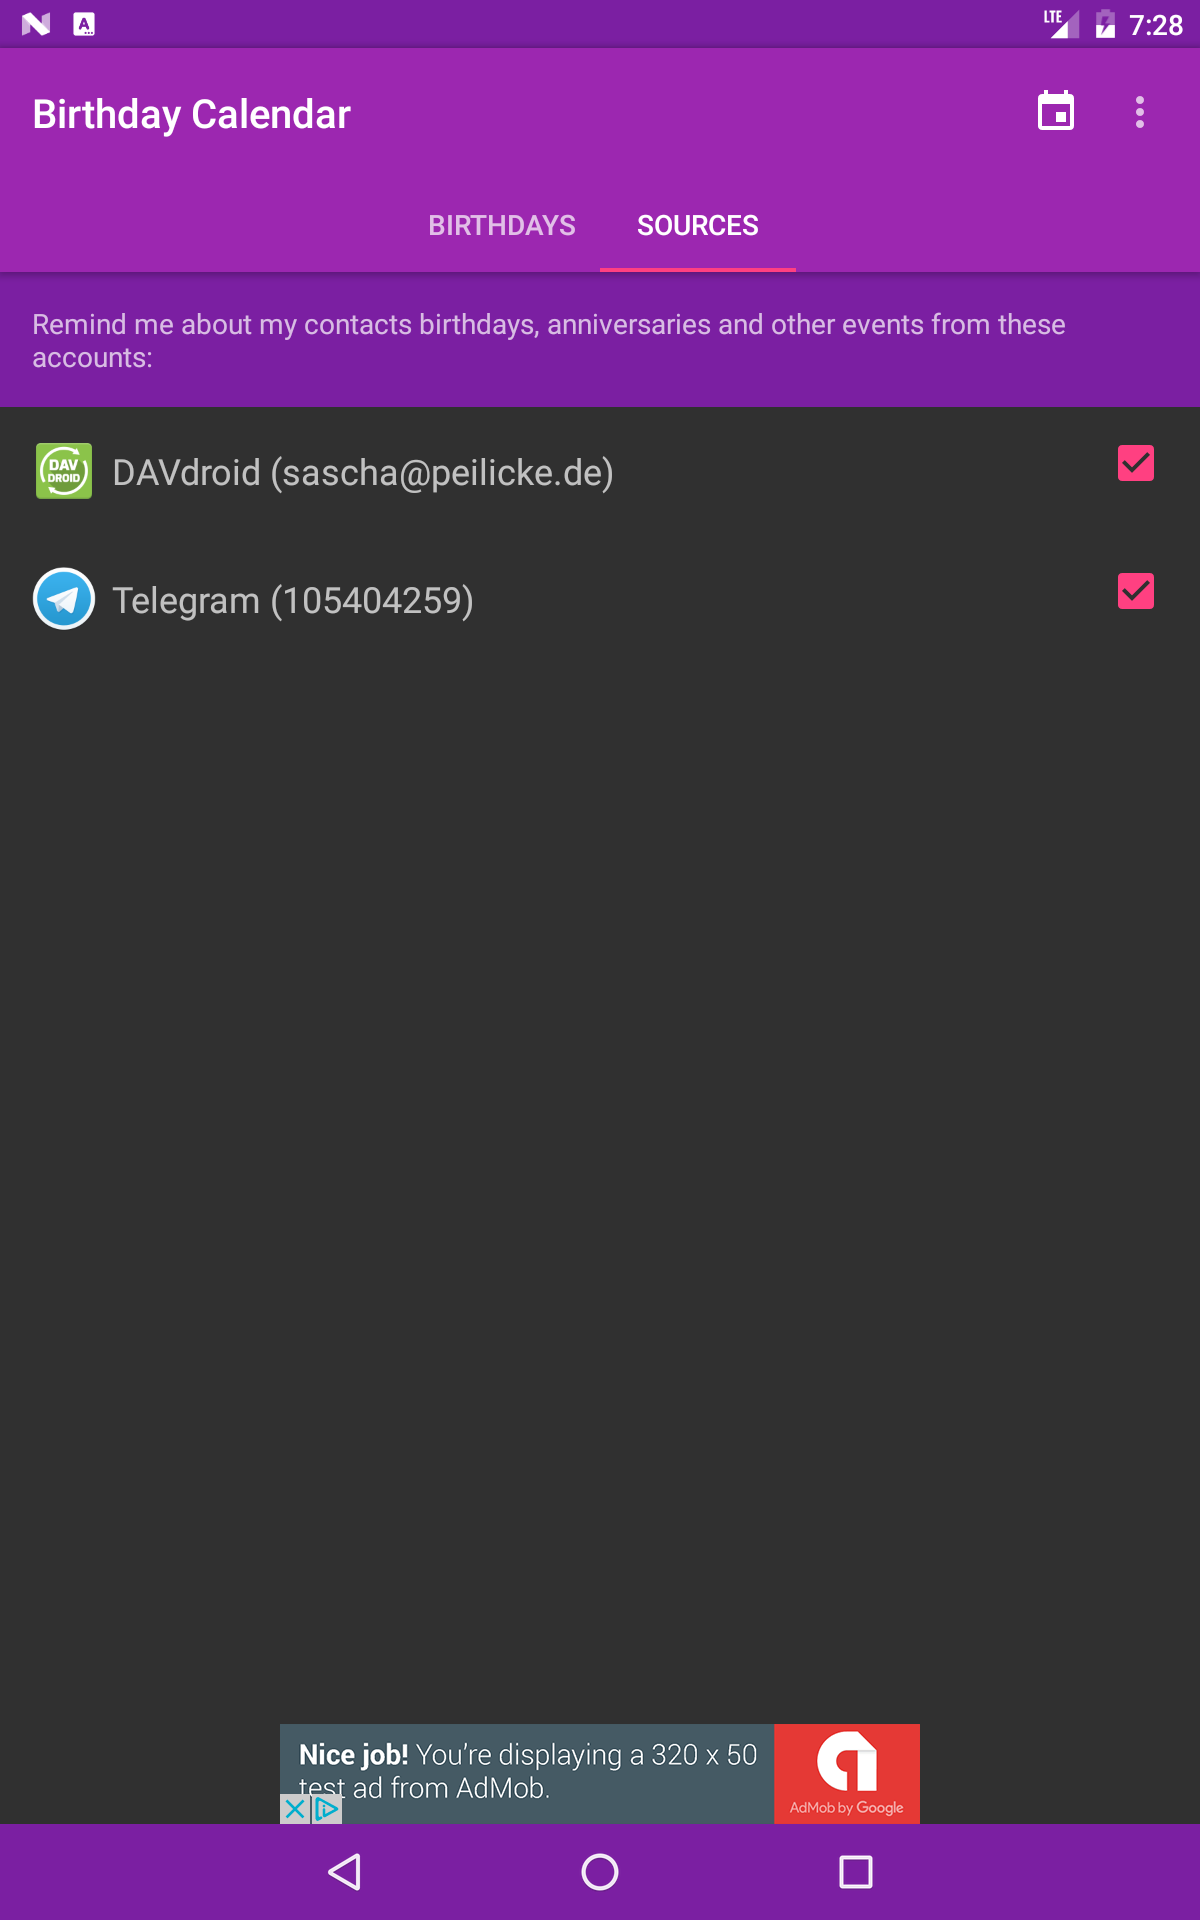 LTE 7:28
Birthday Calendar
BIRTHDAYS SOURCES
Remind me about my contacts birthdays, anniversaries and other events from these
accounts:
DAV
DROID
DAVdroid (sascha@peilicke.de)
Telegram (105404259)
Nice job! You're displaying a 320 x 50
test ad from AdMob.
AdMob by Google